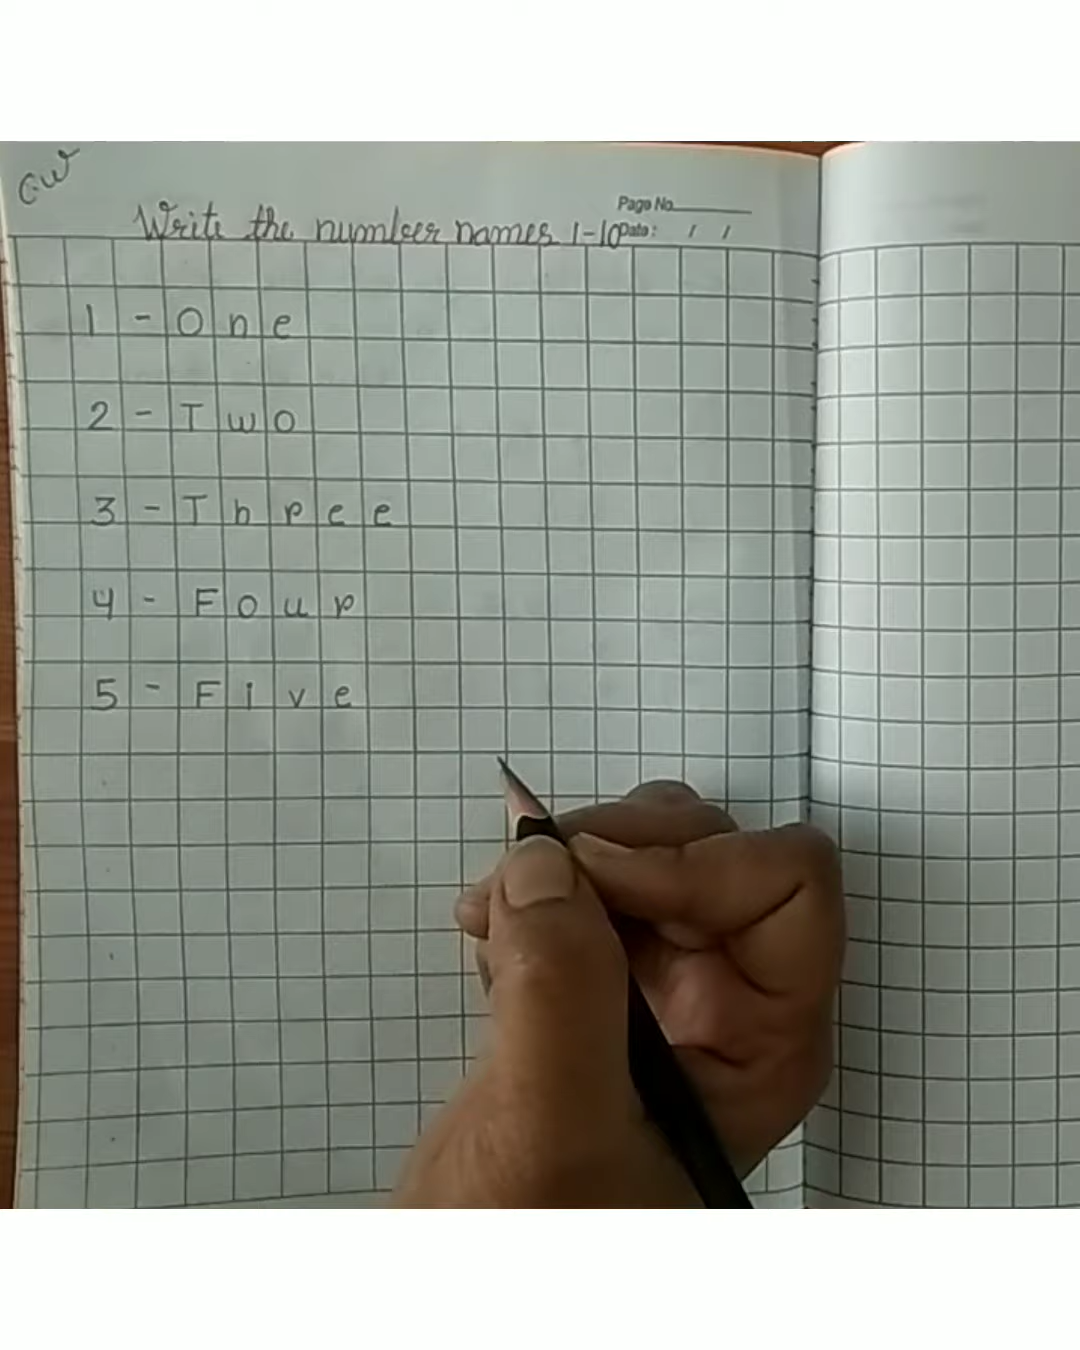 CW
Page No.
Write the number names 1-10
Date: / /
1 - One
2 - Two
3 - Three
4 - Four
5 - Five